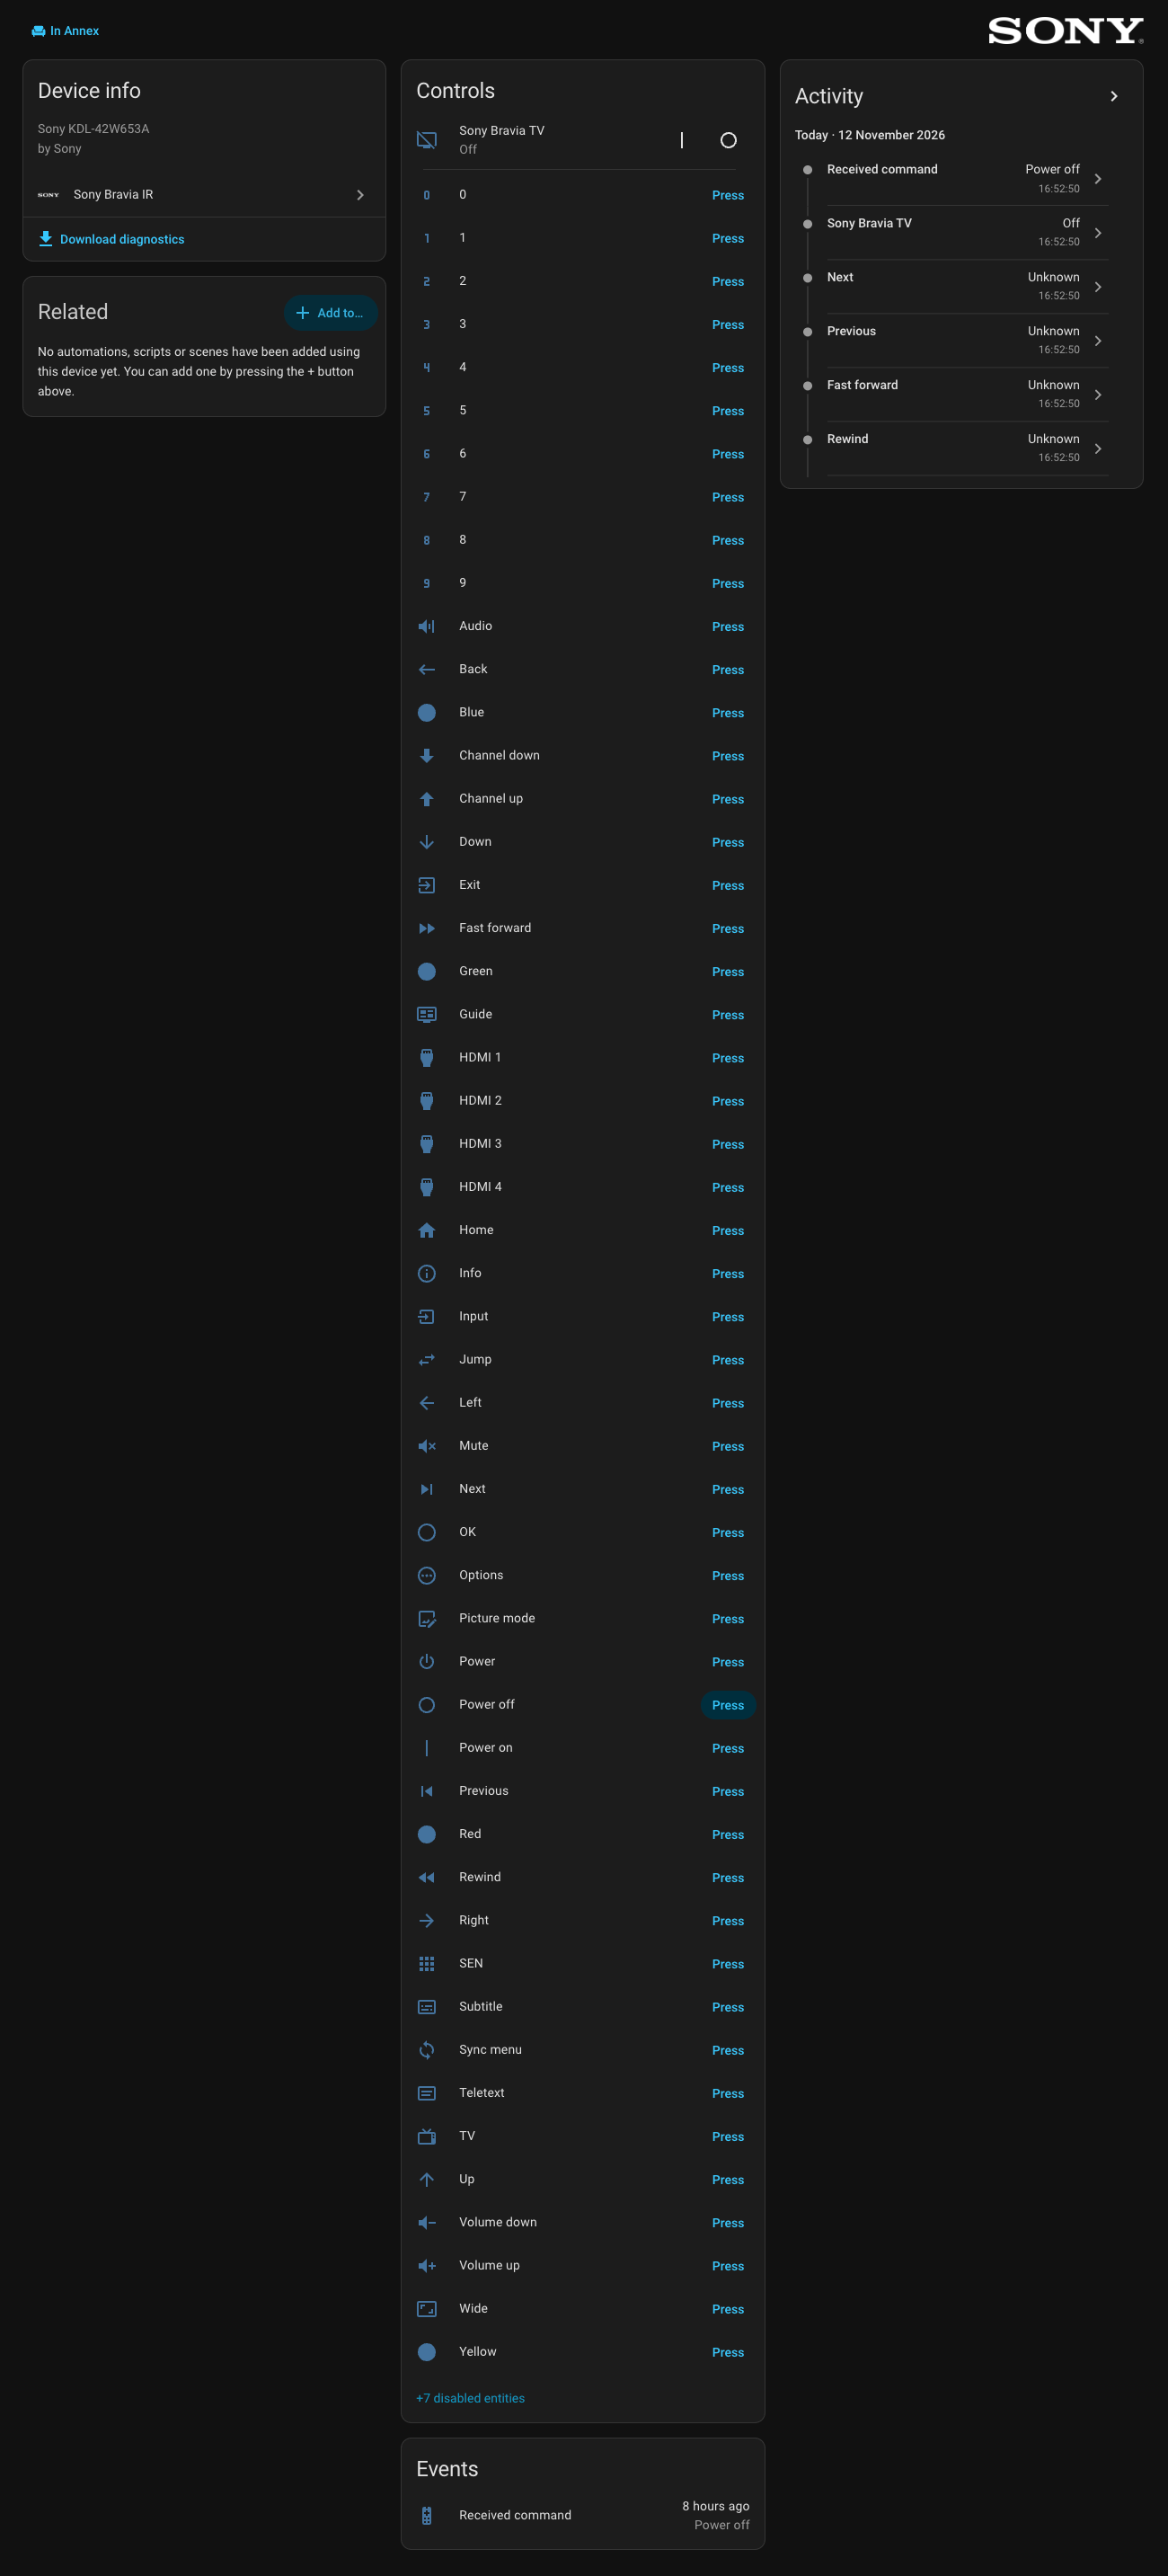 In Annex
SONY
Device info
Sony KDL-42W653A
by Sony
SONY Sony Bravia IR
Download diagnostics
Related
Add to...
No automations, scripts or scenes have been added using
this device yet. You can add one by pressing the + button
above.
Controls
Sony Bravia TV
Off
0 0 Press
1 1 Press
2 2 Press
3 3 Press
4 4 Press
5 5 Press
6 6 Press
7 7 Press
8 8 Press
9 9 Press
Audio Press
Back Press
Blue Press
Channel down Press
Channel up Press
Down Press
Exit Press
Fast forward Press
Green Press
Guide Press
HDMI 1 Press
HDMI 2 Press
HDMI 3 Press
HDMI 4 Press
Home Press
Info Press
Input Press
Jump Press
Left Press
Mute Press
Next Press
OK Press
Options Press
Picture mode Press
Power Press
Power off Press
Power on Press
Previous Press
Red Press
Rewind Press
Right Press
SEN Press
Subtitle Press
Sync menu Press
Teletext Press
TV Press
Up Press
Volume down Press
Volume up Press
Wide Press
Yellow Press
+7 disabled entities
Events
Received command 8 hours ago
Power off
Activity
Today · 12 November 2026
Received command Power off
16:52:50
Sony Bravia TV Off
16:52:50
Next Unknown
16:52:50
Previous Unknown
16:52:50
Fast forward Unknown
16:52:50
Rewind Unknown
16:52:50